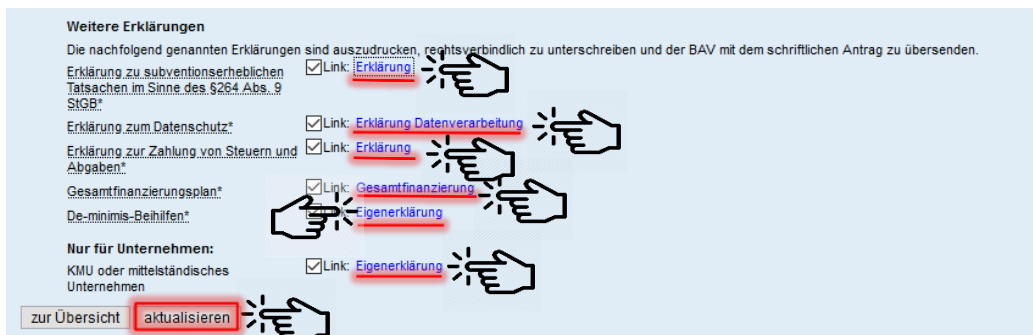 Weitere Erklärungen
Die nachfolgend genannten Erklärungen sind auszudrucken, rechtsverbindlich zu unterschreiben und der BAV mit dem schriftlichen Antrag zu übersenden.
Erklärung zu subventionserheblichen
Tatsachen im Sinne des §264 Abs. 9
StGB*
Link: Erklärung
Erklärung zum Datenschutz*
Link: Erklärung Datenverarbeitung
Erklärung zur Zahlung von Steuern und
Abgaben*
Link: Erklärung
Gesamtfinanzierungsplan*
Link: Gesamtfinanzierung
De-minimis-Beihilfen*
Eigenerklärung
Nur für Unternehmen:
KMU oder mittelständisches
Unternehmen
Link: Eigenerklärung
zur Übersicht
aktualisieren